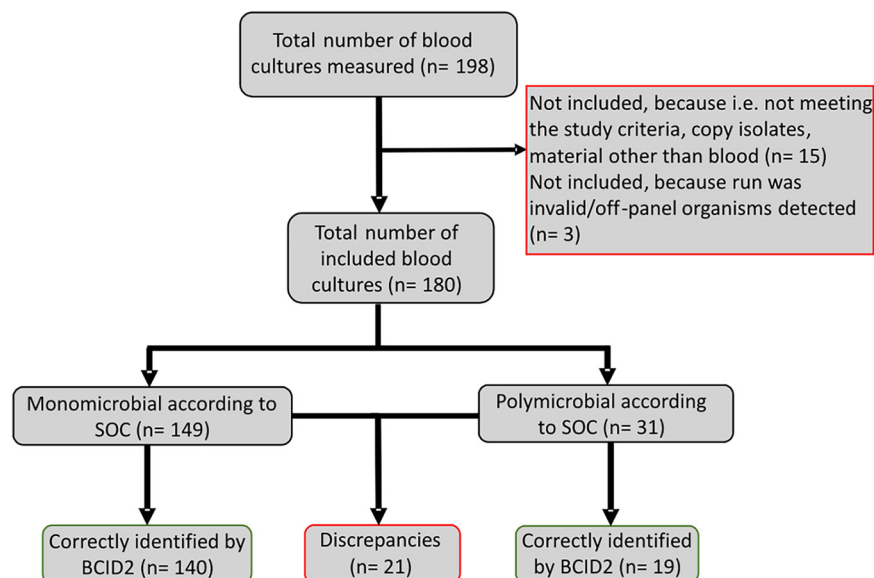 Total number of blood
cultures measured (n= 198)
Not included, because i.e. not meeting
the study criteria, copy isolates,
material other than blood (n= 15)
Not included, because run was
invalid/off-panel organisms detected
(n= 3)
Total number of
included blood
cultures (n= 180)
Monomicrobial according to
SOC (n= 149)
Polymicrobial according
to SOC (n= 31)
Correctly identified by
BCID2 (n= 140)
Discrepancies
(n= 21)
Correctly identified
by BCID2 (n= 19)